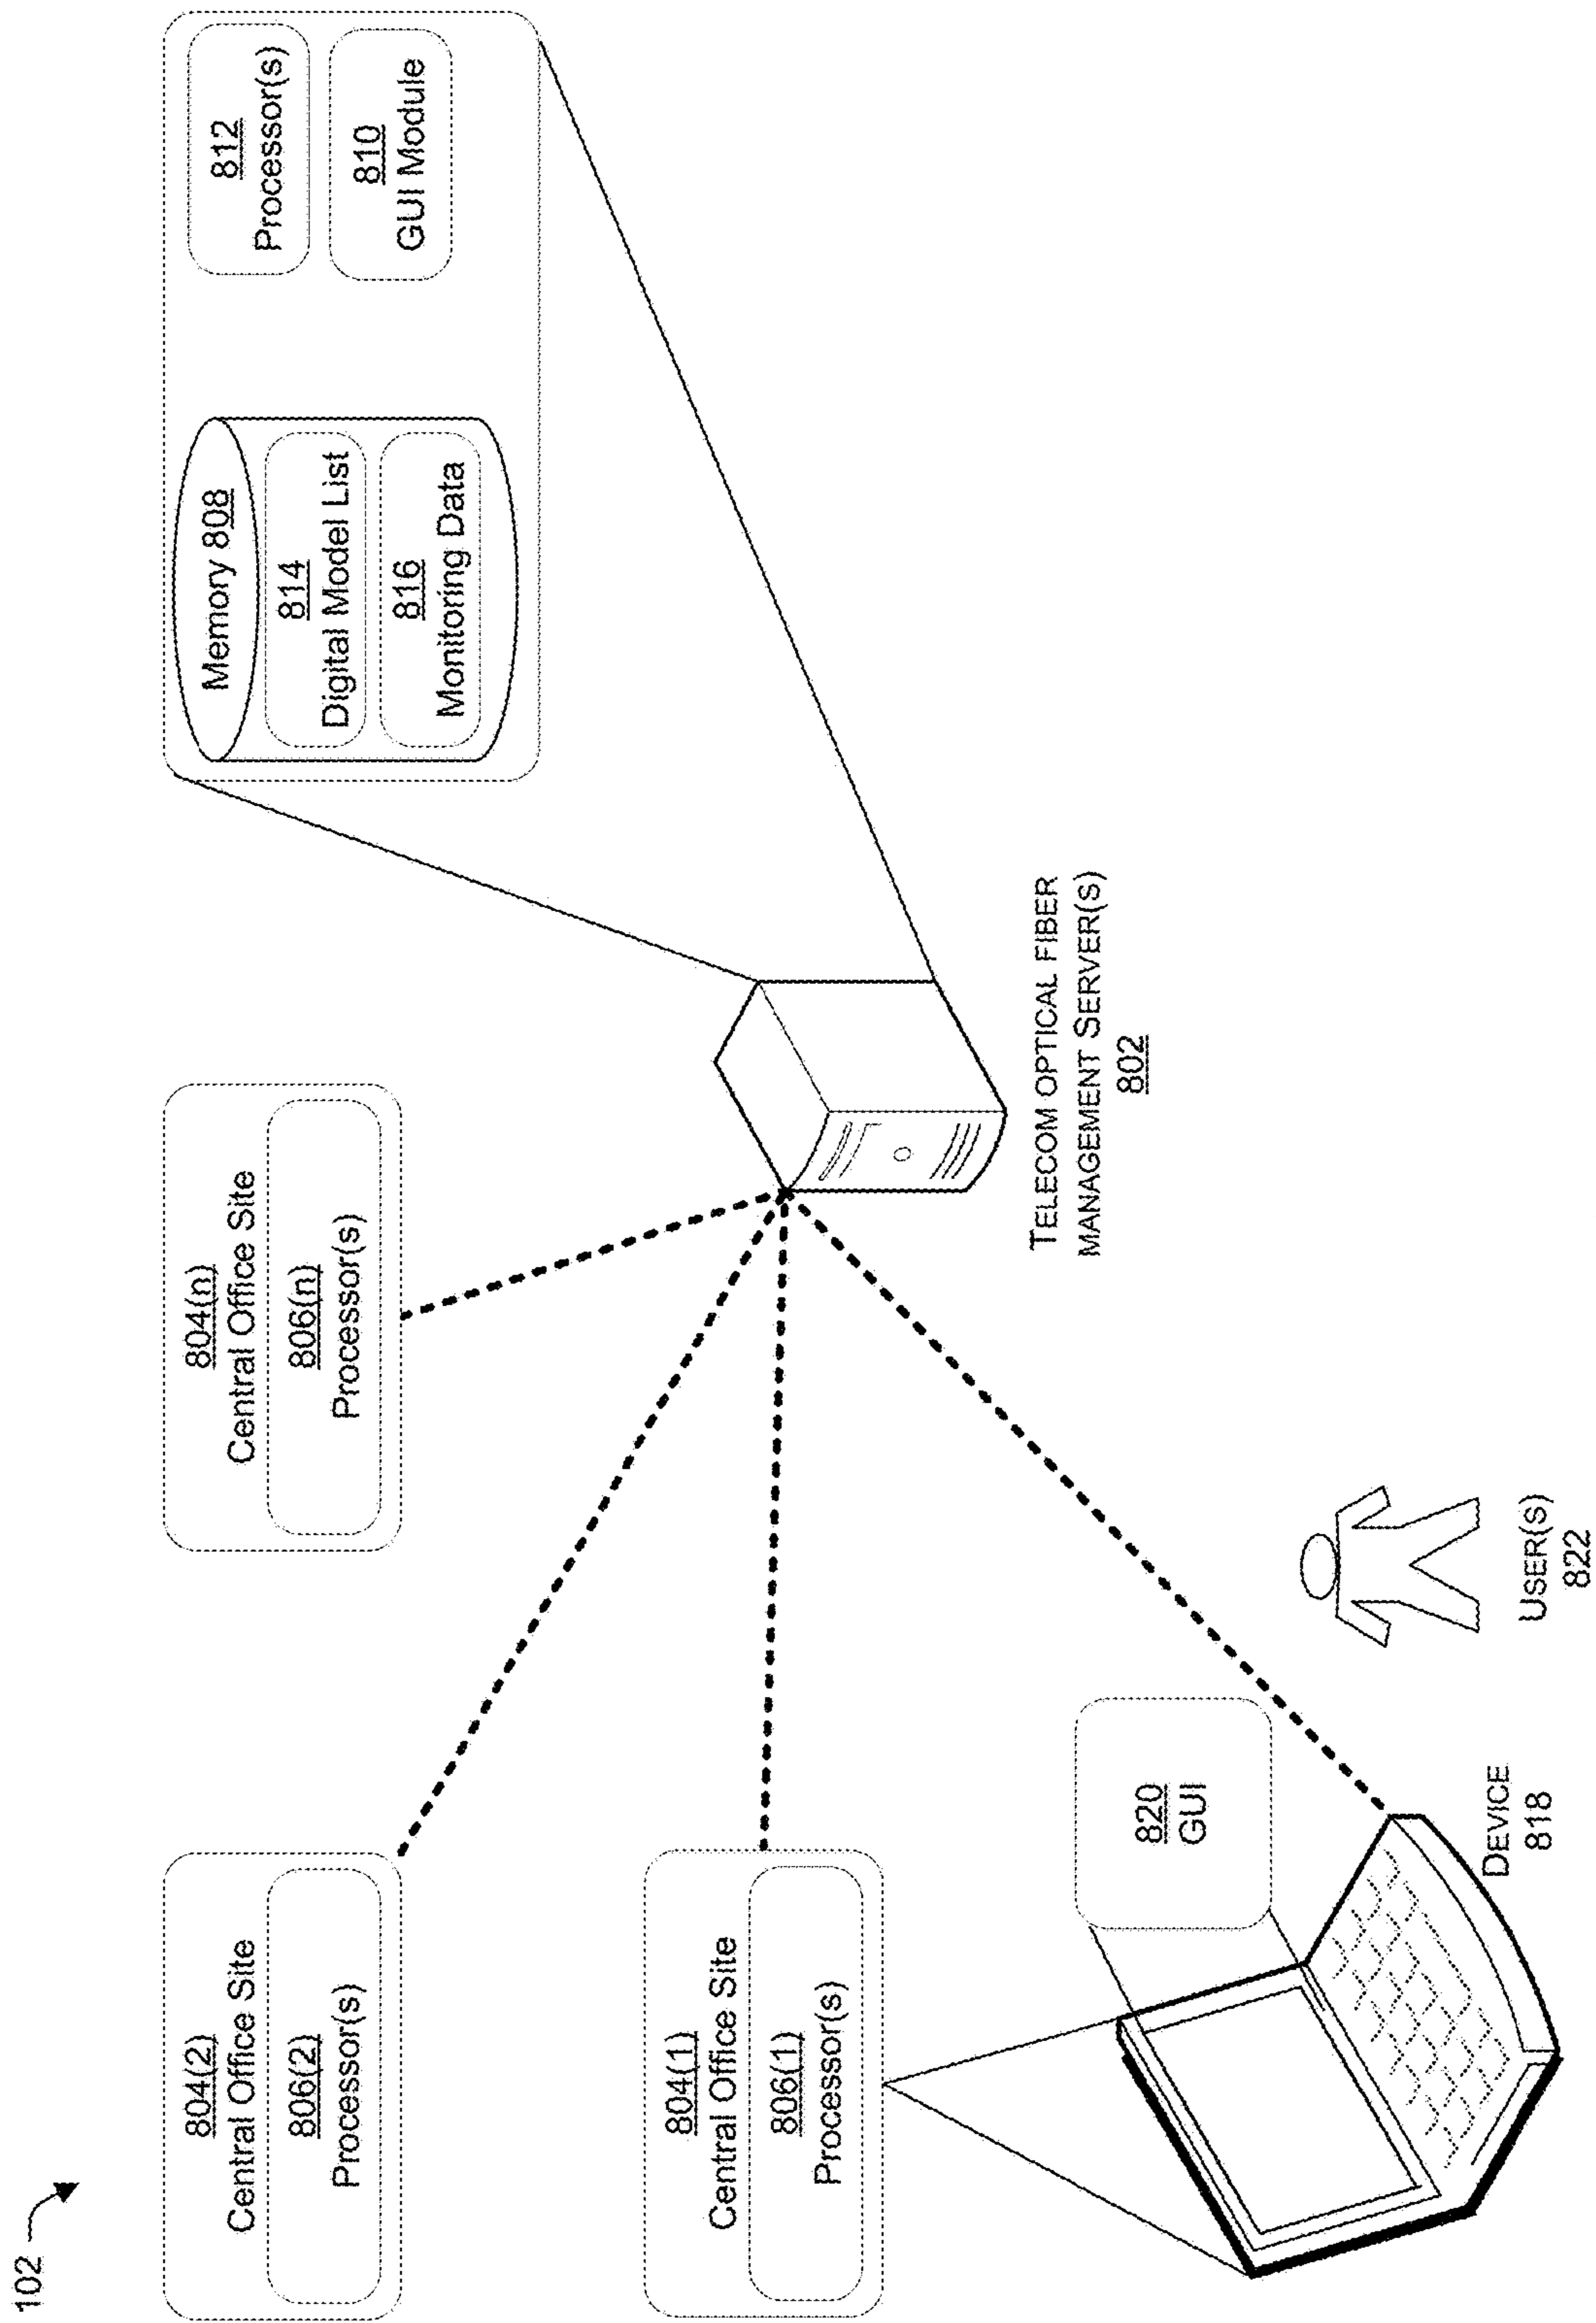 102
804(2)
Central Office Site
806(2)
Processor(s)
804(n)
Central Office Site
806(n)
Processor(s)
Memory 808
814
Digital Model List
816
Monitoring Data
812
Processor(s)
810
GUI Module
804(1)
Central Office Site
806(1)
Processor(s)
TELECOM OPTICAL FIBER
MANAGEMENT SERVER(S)
802
820
GUI
DEVICE
818
USER(S)
822